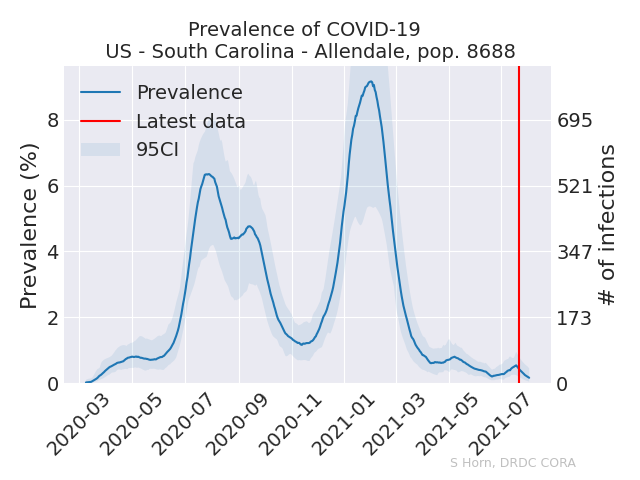 Prevalence of COVID-19
US - South Carolina - Allendale, pop. 8688
Prevalence
Latest data
95CI
Prevalence (%)
8
6
4
2
0
695
521
347
173
0
# of infections
2020-03
2020-05
2020-07
2020-09
2020-11
2021-01
2021-03
2021-05
2021-07
S Horn, DRDC CORA